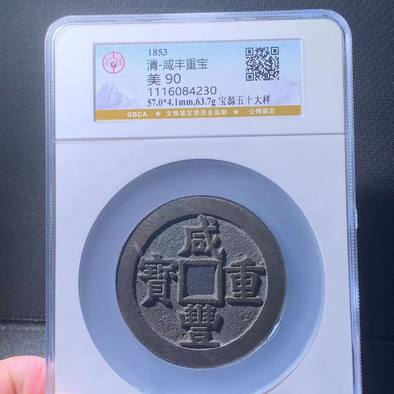 1853
清-咸丰重宝
美 90
1116084230
57.0*4.1mm,63.7g 宝源五十大样
GBCA ★ 文物鉴定委员会监制 ★ 公博鉴定
咸
寶 重
豐